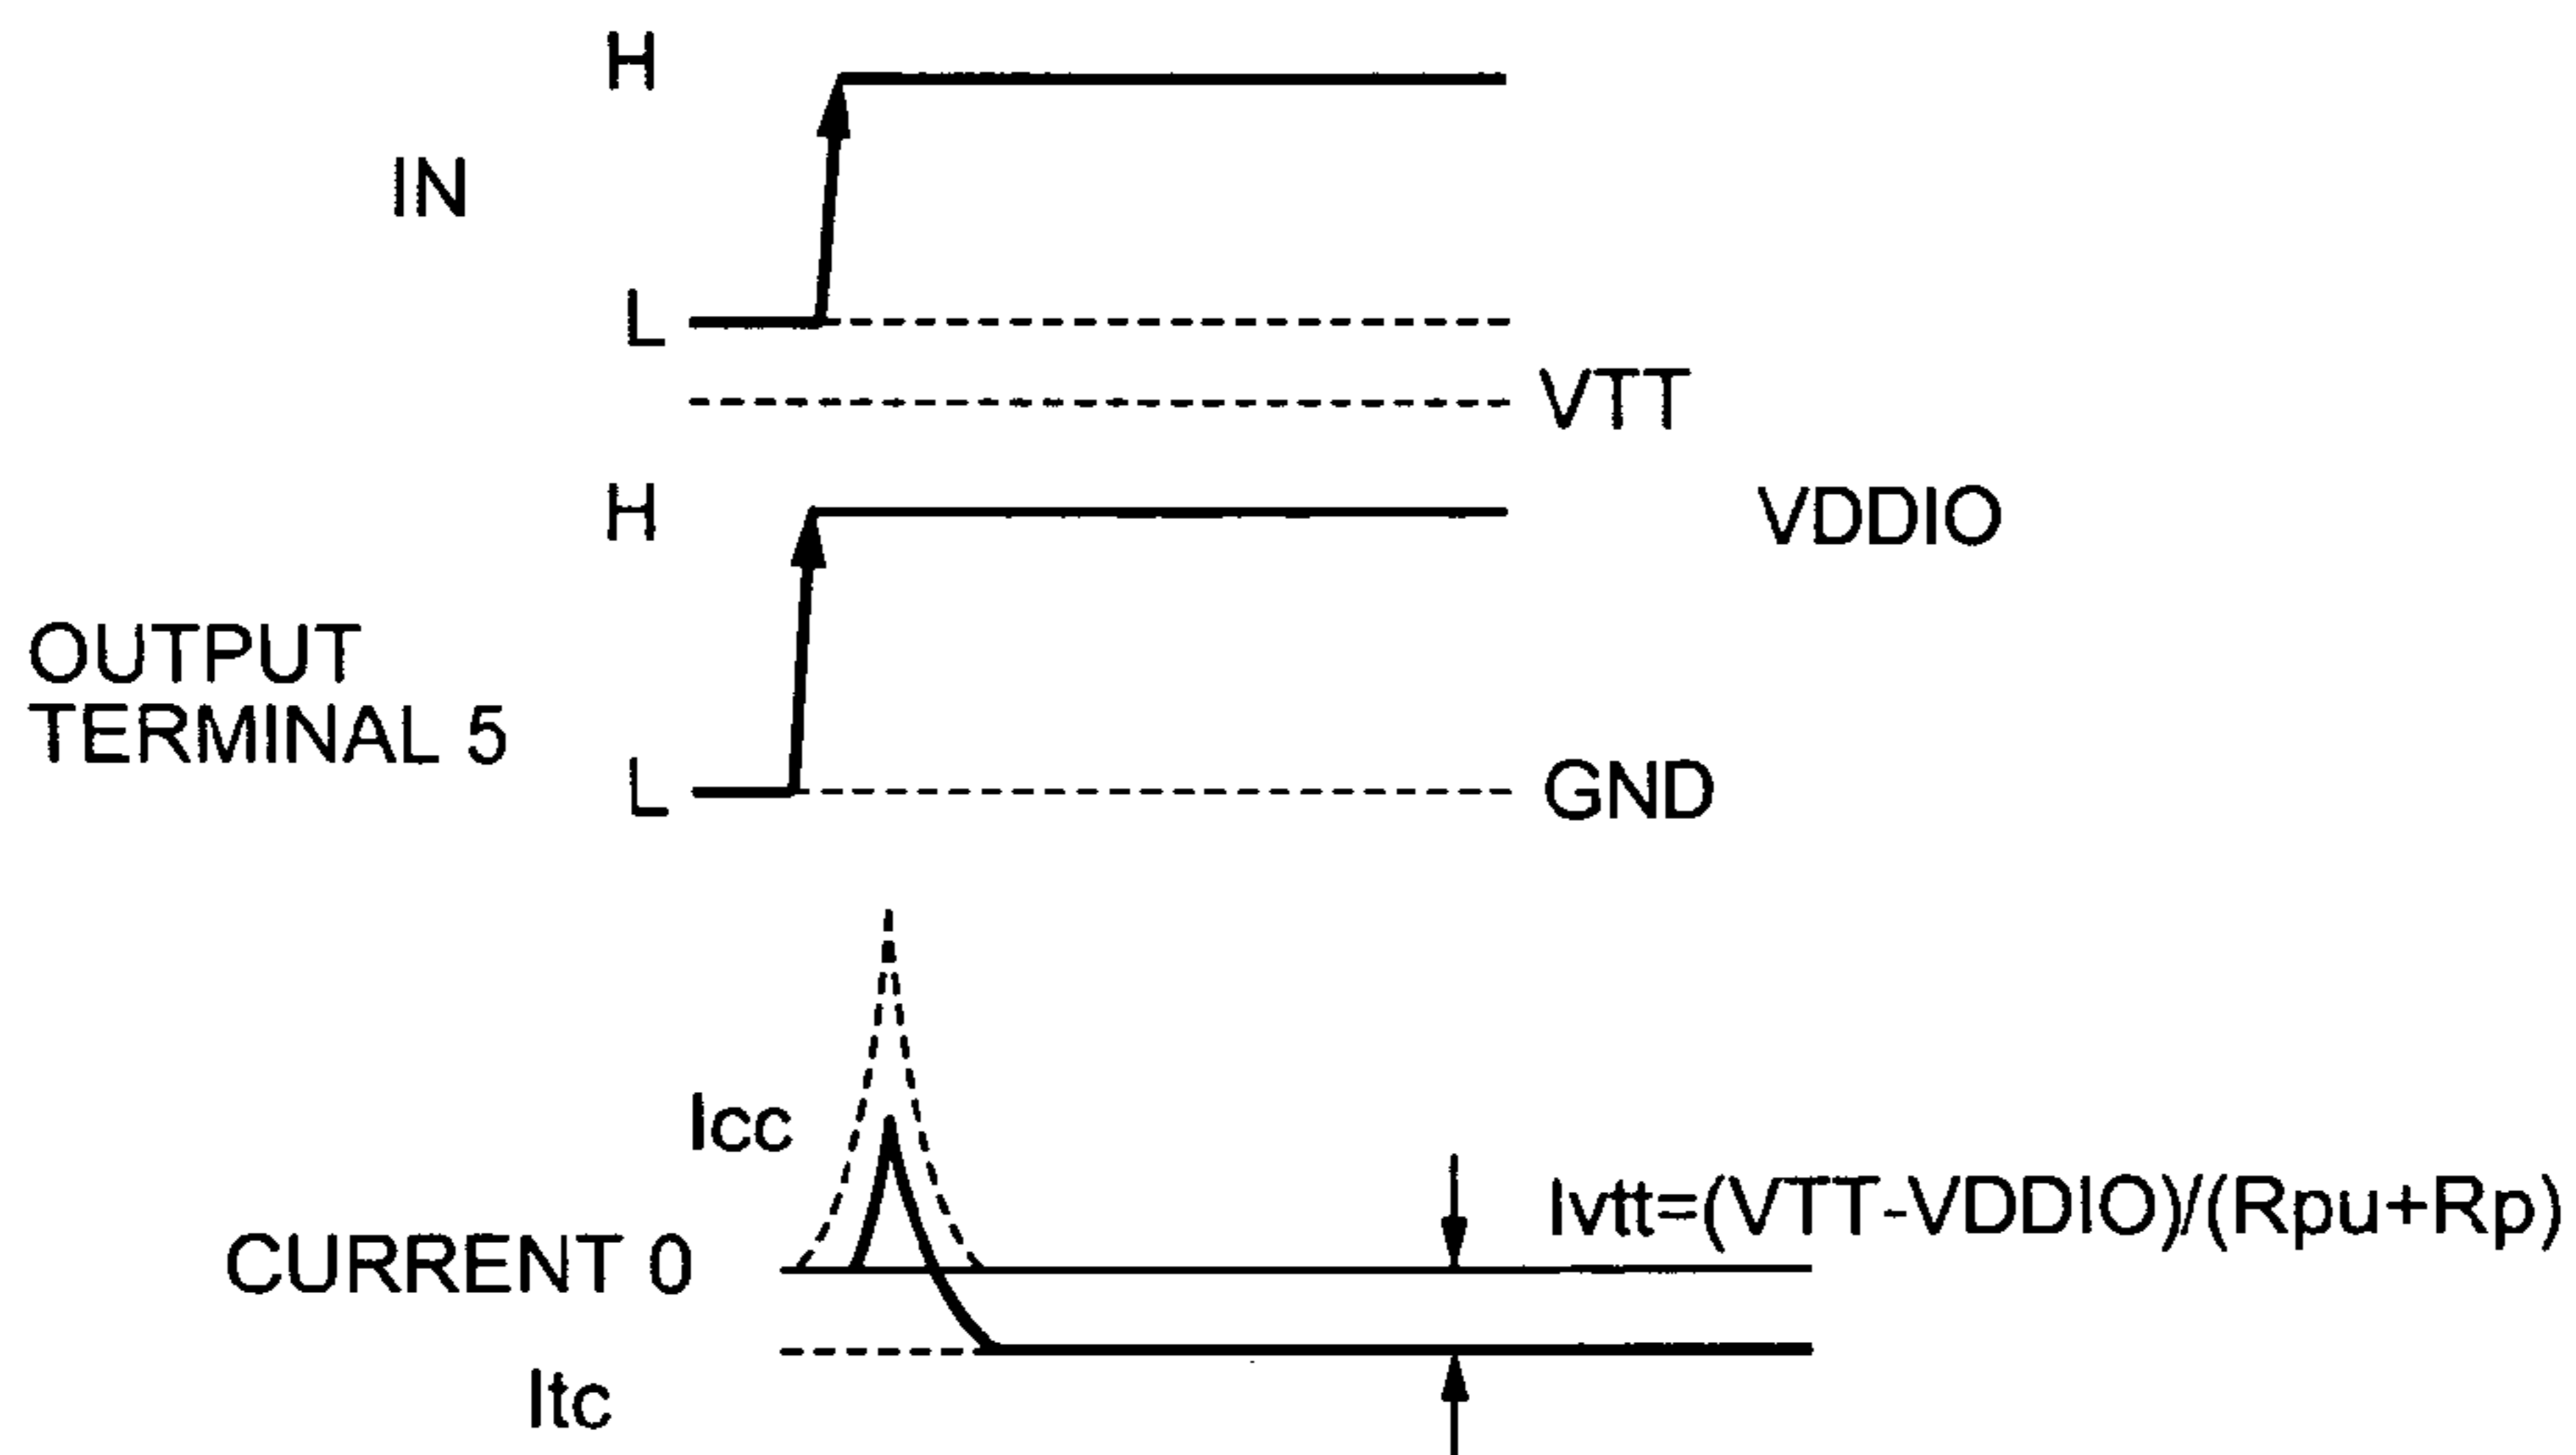 H
IN
L
VTT
H
VDDIO
OUTPUT
TERMINAL 5
L
GND
Icc
Ivtt=(VTT-VDDIO)/(Rpu+Rp)
CURRENT 0
Itc